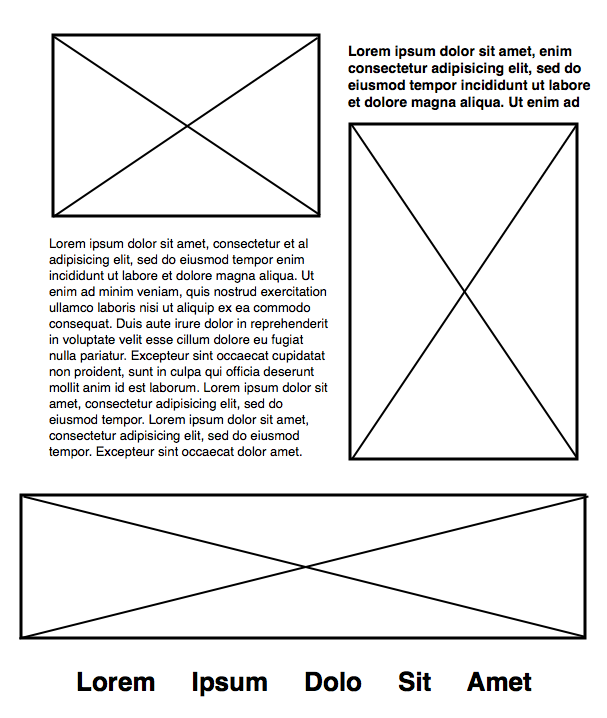 Lorem ipsum dolor sit amet, enim
consectetur adipisicing elit, sed do
eiusmod tempor incididunt ut labore
et dolore magna aliqua. Ut enim ad
Lorem ipsum dolor sit amet, consectetur et al
adipisicing elit, sed do eiusmod tempor enim
incididunt ut labore et dolore magna aliqua. Ut
enim ad minim veniam, quis nostrud exercitation
ullamco laboris nisi ut aliquip ex ea commodo
consequat. Duis aute irure dolor in reprehenderit
in voluptate velit esse cillum dolore eu fugiat
nulla pariatur. Excepteur sint occaecat cupidatat
non proident, sunt in culpa qui officia deserunt
mollit anim id est laborum. Lorem ipsum dolor sit
amet, consectetur adipisicing elit, sed do
eiusmod tempor. Lorem ipsum dolor sit amet,
consectetur adipisicing elit, sed do eiusmod
tempor. Excepteur sint occaecat dolor amet.
Lorem Ipsum Dolo Sit Amet